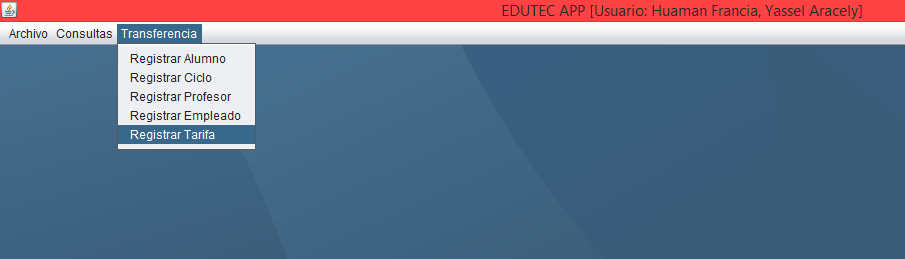 EDUTEC APP [Usuario: Huaman Francia, Yassel Aracely]
Archivo Consultas Transferencia
Registrar Alumno
Registrar Ciclo
Registrar Profesor
Registrar Empleado
Registrar Tarifa